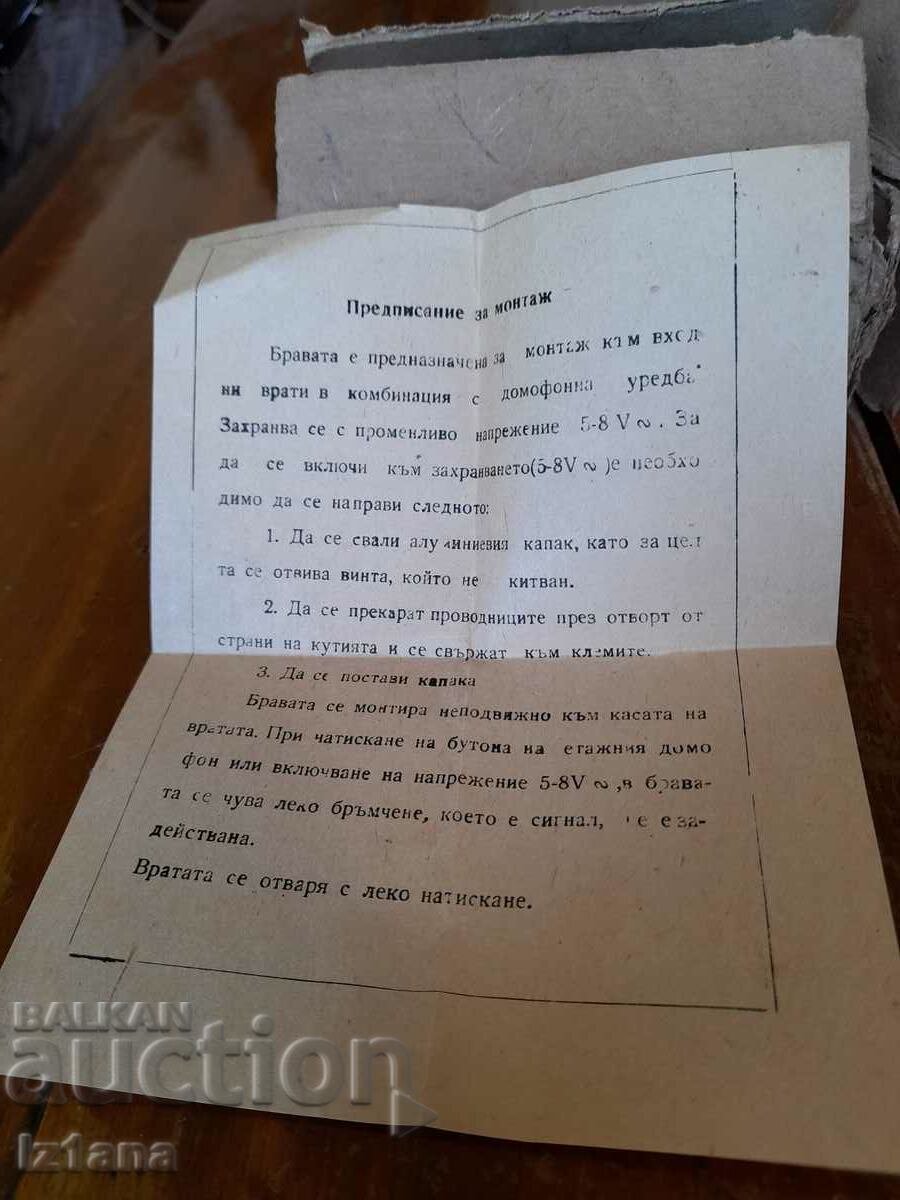 Предписание за монтаж
Бравата е предназначена за монтаж към вход
ни врати в комбинация с домофонна уредба
Захранва се с променливо напрежение 5-8 V ~. За
да се включи към захранването(5-8V ~ )е необхо
димо да се направи следното:
1. Да се свали алуминиевия капак, като за цел
та се отвива винта, който не китван.
2. Да се прекарат проводниците през отворт от
страни на кутията и се свържат към клемите.
3. Да се постави капака
Бравата се монтира неподвижно към касата на
вратата. При чатискане на бутона на етажния домо
фон или включване на напрежение 5-8V ~ ,в брава-
та се чува леко бръмчене, което е сигнал, че е за-
действана.
Вратата се отваря с леко натискане.
BALKAN
auction
Iz1ana